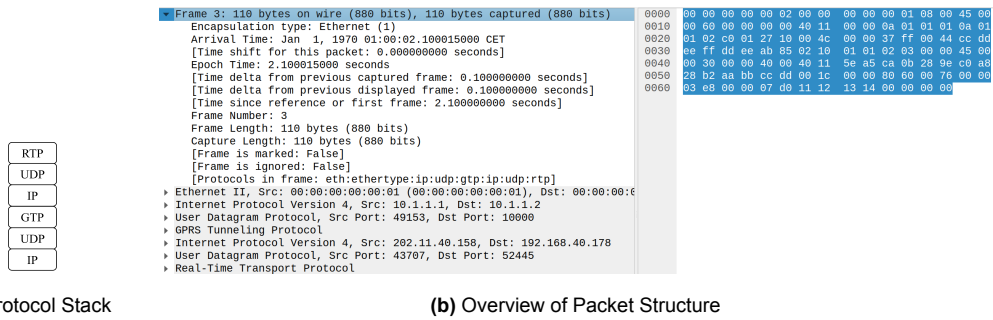 RTP
UDP
IP
GTP
UDP
IP
rotocol Stack
Frame 3: 110 bytes on wire (880 bits), 110 bytes captured (880 bits)
Encapsulation type: Ethernet (1)
Arrival Time: Jan  1, 1970 01:00:02.100015000 CET
[Time shift for this packet: 0.000000000 seconds]
Epoch Time: 2.100015000 seconds
[Time delta from previous captured frame: 0.100000000 seconds]
[Time delta from previous displayed frame: 0.100000000 seconds]
[Time since reference or first frame: 2.100000000 seconds]
Frame Number: 3
Frame Length: 110 bytes (880 bits)
Capture Length: 110 bytes (880 bits)
[Frame is marked: False]
[Frame is ignored: False]
[Protocols in frame: eth:ethertype:ip:udp:gtp:ip:udp:rtp]
Ethernet II, Src: 00:00:00:00:00:01 (00:00:00:00:00:01), Dst: 00:00:00:0
Internet Protocol Version 4, Src: 10.1.1.1, Dst: 10.1.1.2
User Datagram Protocol, Src Port: 49153, Dst Port: 10000
GPRS Tunneling Protocol
Internet Protocol Version 4, Src: 202.11.40.158, Dst: 192.168.40.178
User Datagram Protocol, Src Port: 43707, Dst Port: 52445
Real-Time Transport Protocol
0000 00 00 00 00 00 02 00 00 00 00 00 01 08 00 45 00
0010 00 60 00 00 00 00 40 11 00 00 0a 01 01 01 0a 01
0020 01 02 c0 01 27 10 00 4c 00 00 37 ff 00 44 cc dd
0030 ee ff dd ee ab 85 02 10 01 01 02 03 00 00 45 00
0040 00 30 00 00 40 00 40 11 5e a5 ca 0b 28 9e c0 a8
0050 28 b2 aa bb cc dd 00 1c 00 00 80 60 00 76 00 00
0060 03 e8 00 00 07 d0 11 12 13 14 00 00 00 00
(b) Overview of Packet Structure